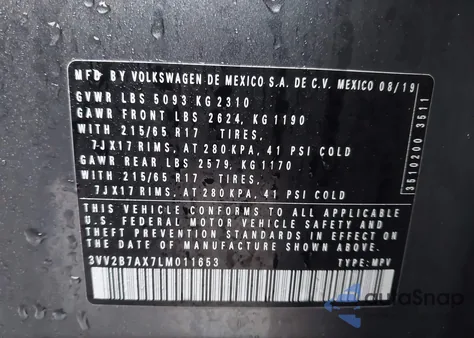 MFD BY VOLKSWAGEN DE MEXICO S.A. DE C.V. MEXICO 08/19
GVWR LBS 5093 KG 2310
GAWR FRONT LBS 2624, KG 1190
WITH 215/65 R17 TIRES,
7JX17 RIMS, AT 280 KPA, 41 PSI COLD
GAWR REAR LBS 2579, KG 1170
WITH 215/65 R17 TIRES,
7JX17 RIMS, AT 280 KPA, 41 PSI COLD
THIS VEHICLE CONFORMS TO ALL APPLICABLE
U.S. FEDERAL MOTOR VEHICLE SAFETY AND
THEFT PREVENTION STANDARDS IN EFFECT ON
THE DATE OF MANUFACTURE SHOWN ABOVE.
3VV2B7AX7LM011653 TYPE: MPV
3510200 3511
autoSnap